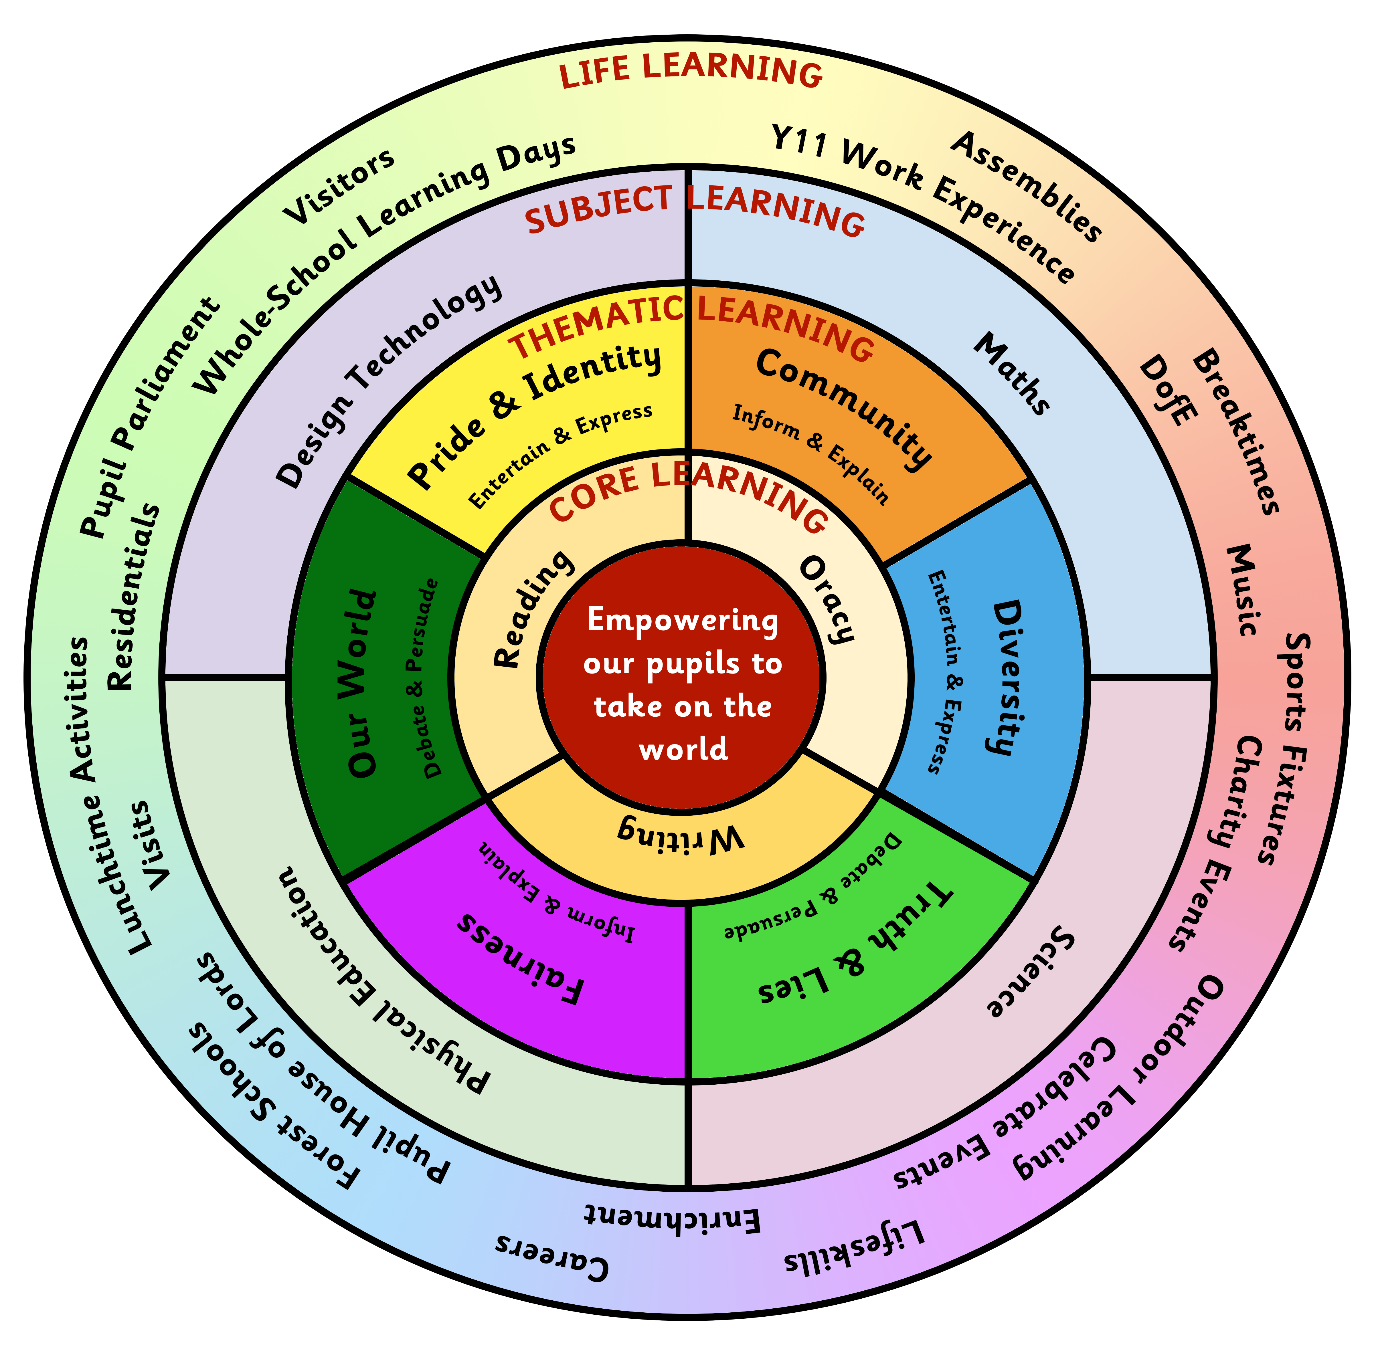 LIFE LEARNING
Visitors
Whole-School Learning Days
Y11 Work Experience
Assemblies
Breaktimes
DofE
Music
Sports Fixtures
Charity Events
Outdoor Learning
Celebrate Events
Lifeskills
Enrichment
Careers
Pupil House of Lords
Forest Schools
Visits
Lunchtime Activities
Residentials
Pupil Parliament
SUBJECT LEARNING
Design Technology
Maths
Science
Physical Education
THEMATIC LEARNING
Pride & Identity
Entertain & Express
Community
Inform & Explain
Diversity
Entertain & Express
Truth & Lies
Debate & Persuade
Fairness
Inform & Explain
Our World
Debate & Persuade
CORE LEARNING
Reading
Oracy
Writing
Empowering
our pupils to
take on the
world